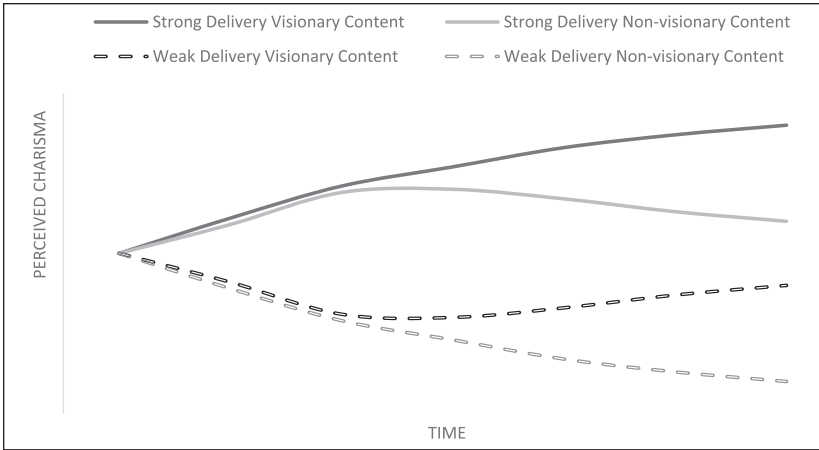 Strong Delivery Visionary Content
Strong Delivery Non-visionary Content
Weak Delivery Visionary Content
Weak Delivery Non-visionary Content
PERCEIVED CHARISMA
TIME